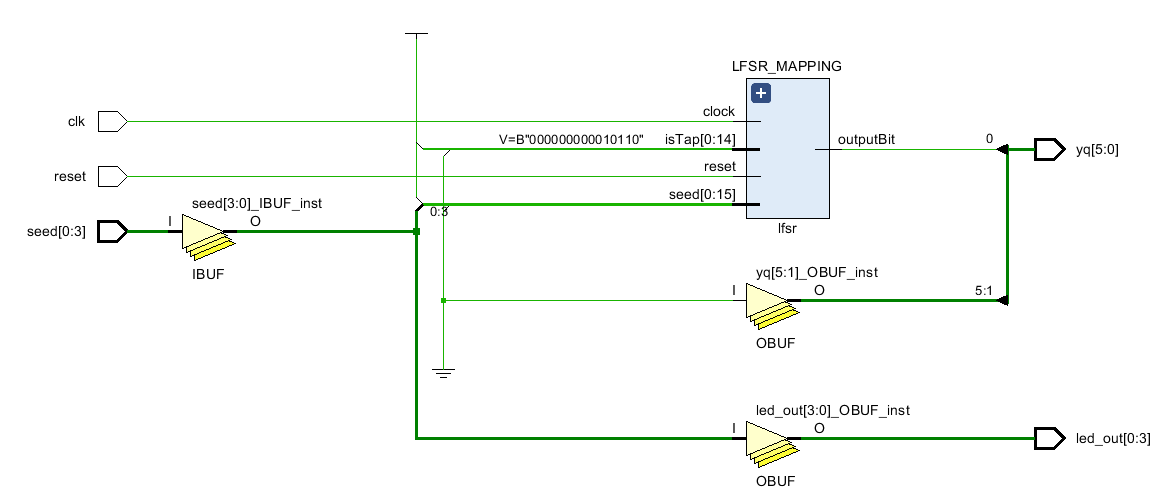 LFSR_MAPPING
clk
clock
V=B"000000000010110"
isTap[0:14]
outputBit
0
yq[5:0]
reset
reset
seed[0:15]
seed[3:0]_IBUF_inst
0:3
seed[0:3]
I
O
lfsr
IBUF
yq[5:1]_OBUF_inst
I
O
5:1
OBUF
led_out[3:0]_OBUF_inst
I
O
led_out[0:3]
OBUF